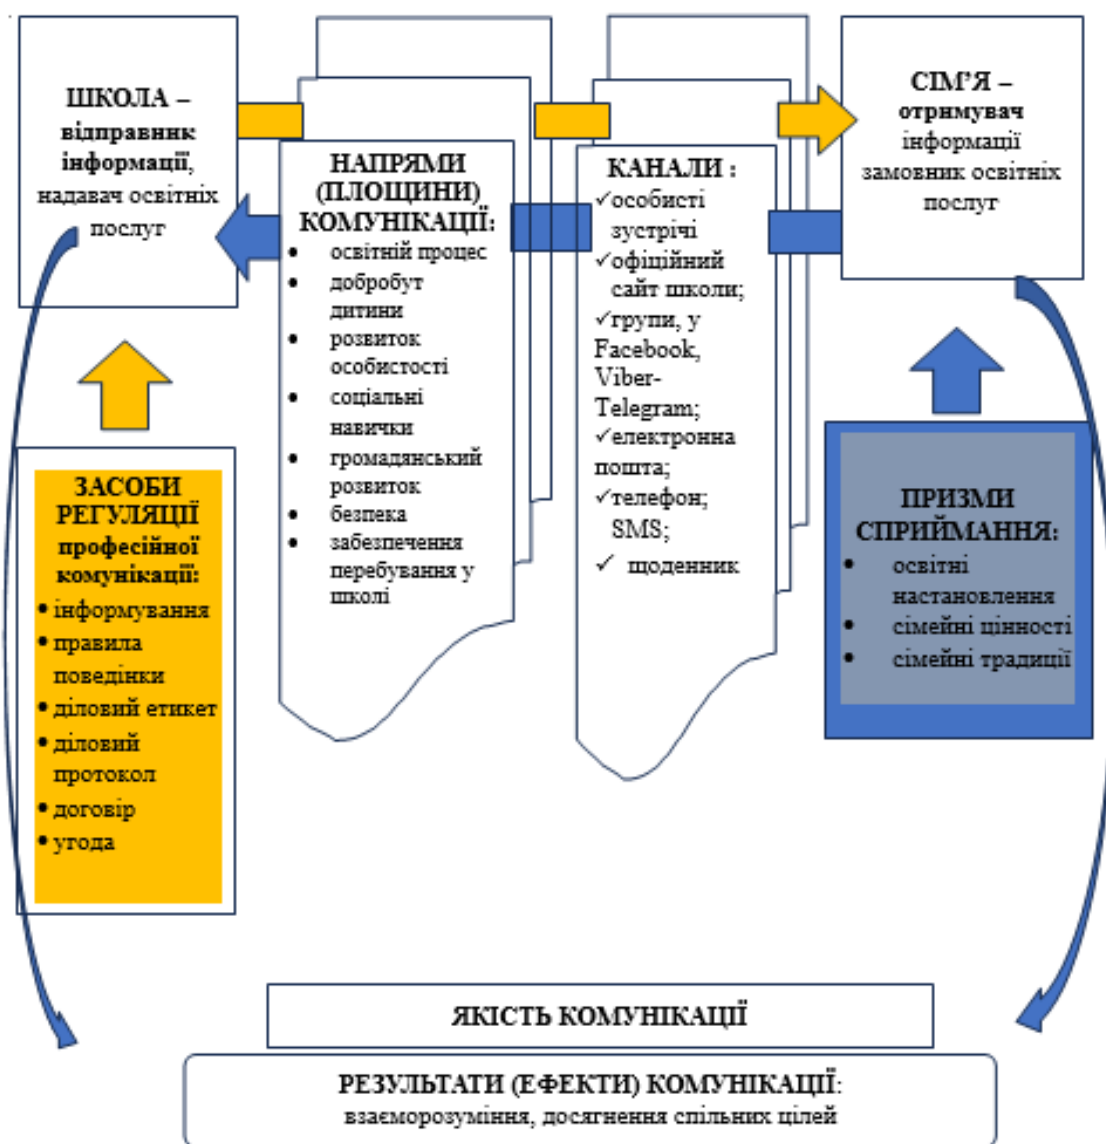 ШКОЛА –
відправник
інформації,
надавач освітніх
послуг
НАПРЯМИ
(ПЛОЩИНИ)
КОМУНІКАЦІЇ:
• освітній процес
• добробут
дитини
• розвиток
особистості
• соціальні
навички
• громадянський
розвиток
• безпека
• забезпечення
перебування у
школі
КАНАЛИ :
✓особисті
зустрічі
✓офіційний
сайт школи;
✓групи, у
Facebook,
Viber-
Telegram;
✓електронна
пошта;
✓телефон;
SMS;
✓ щоденник
СІМ’Я –
отримувач
інформації
замовник освітніх
послуг
ЗАСОБИ
РЕГУЛЯЦІЇ
професійної
комунікації:
• інформування
• правила
поведінки
• діловий етикет
• діловий
протокол
• договір
• угода
ПРИЗМИ
СПРИЙМАННЯ:
• освітні
настановлення
• сімейні цінності
• сімейні традиції
ЯКІСТЬ КОМУНІКАЦІЇ
РЕЗУЛЬТАТИ (ЕФЕКТИ) КОМУНІКАЦІЇ:
взаєморозуміння, досягнення спільних цілей